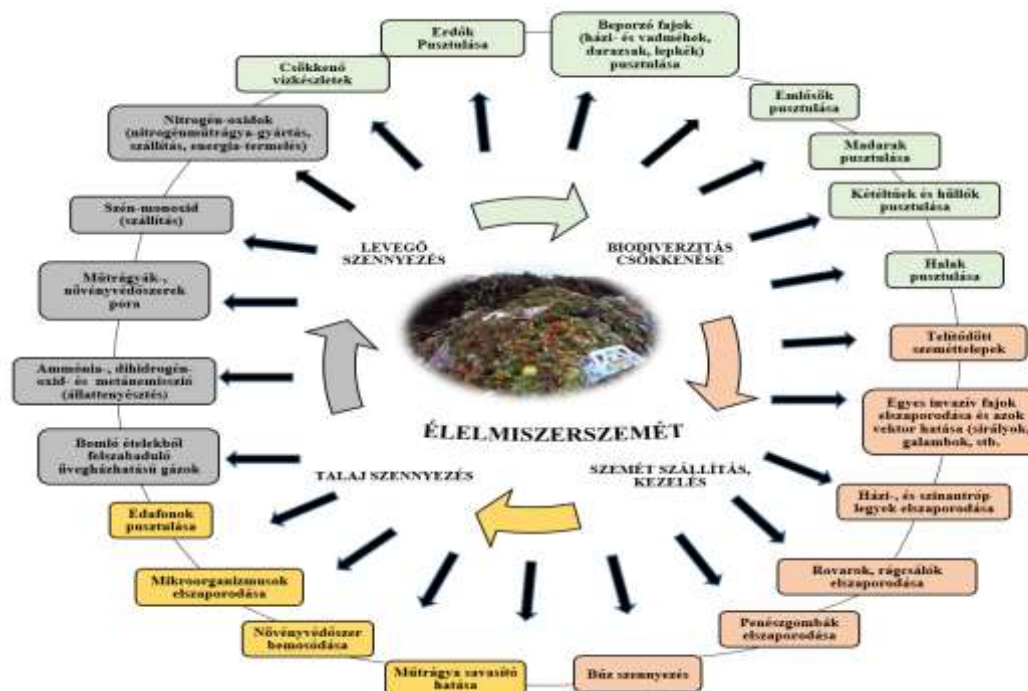 Erdők
Pusztulása
Beporzó fajok
(házi- és vadméhek,
darazsak, lepkék)
pusztulása
Csökkenő
vízkészletek
Emlősök
pusztulása
Nitrogén-oxidok
(nitrogénműtrágya-gyártás,
szállítás, energia-termelés)
Madarak
pusztulása
Kétéltűek és hüllők
pusztulása
Szén-monoxid
(szállítás)
LEVEGŐ
SZENNYEZÉS
BIODIVERZITÁS
CSÖKKENÉSE
Halak
pusztulása
Műtrágyák-,
növényvédőszerek
porn
Telítődött
szeméttelepek
Ammónia-, dihidrogén-
oxid- és metánemisszió
(állattenyésztés)
Egyes invazív fajok
elszaporodása és azok
vektor hatása (sirályok,
galambok, stb.
ÉLELMISZERSZEMÉT
Bomló ételekből
felszabaduló
üvegházhatású gázok
TALAJ SZENNYEZÉS
SZEMÉT SZÁLLÍTÁS,
KEZELÉS
Edafonok
pusztulása
Házi-, és szinantróp
legyek elszaporodása
Mikroorganizmusok
elszaporodása
Rovarok, rágcsálók
elszaporodása
Növényvédőszer
bemosódása
Penészgombák
elszaporodása
Műtrágya savasító
hatása
Bűz szennyezés